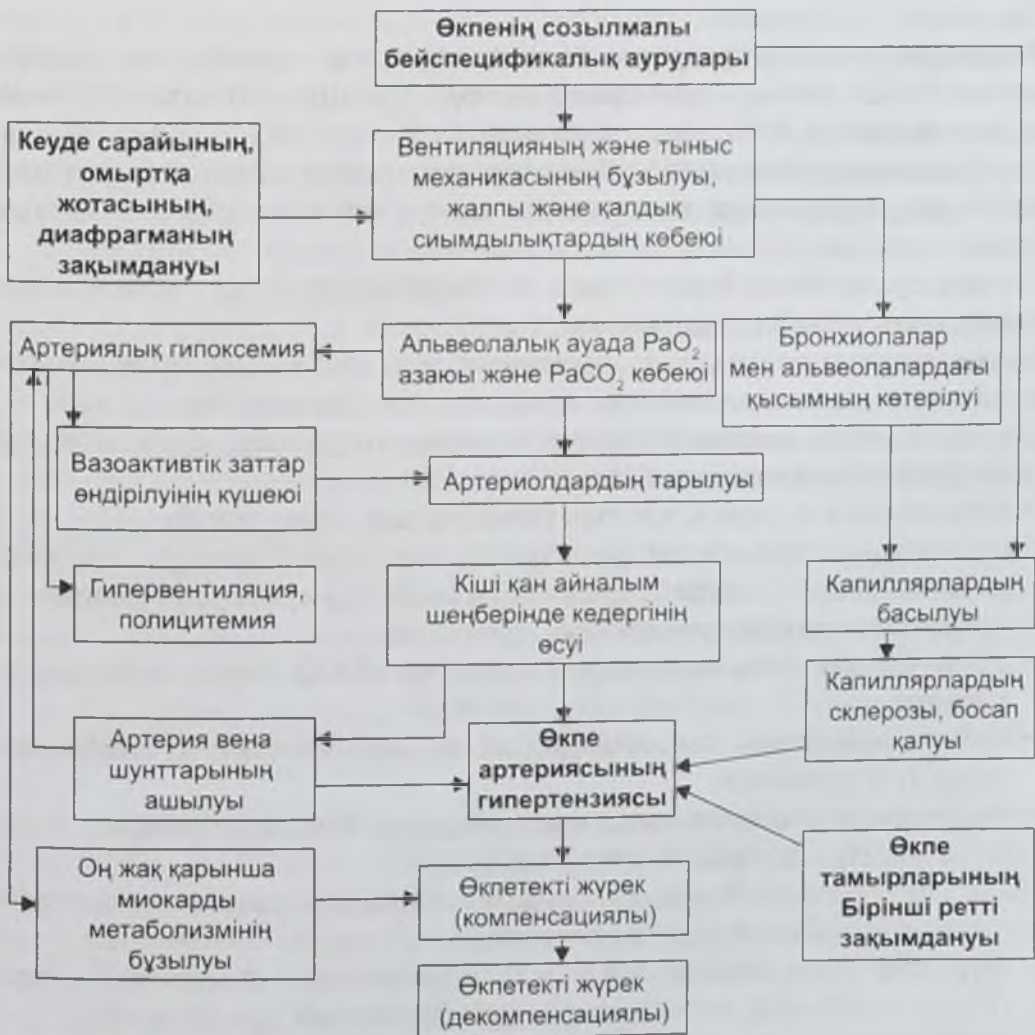 Өкпенің созылмалы
бейспецификалық аурулары
Кеуде сарайының,
омыртқа
жотасының,
диафрагманың
зақымдануы
Вентиляцияның және тыныс
механикасының бұзылуы,
жалпы және қалдық
сиымдылықтардың көбеюі
Артериялық гипоксемия
Альвеолалық ауада PaO₂
азаюы және PaCO₂ көбеюі
Бронхиолалар
мен альвеолалардағы
қысымның көтерілуі
Вазоактивтік заттар
өндірілуінің күшеюі
Артериолдардың тарылуы
Гипервентиляция,
полицитемия
Кіші қан айналым
шеңберінде кедергінің
өсуі
Капиллярлардың
басылуы
Капиллярлардың
склерозы, босап
қалуы
Артерия вена
шунттарының
ашылуы
Өкпе
артериясының
гипертензиясы
Оң жақ қарынша
миокарды
метаболизмінің
бұзылуы
Өкпетекті жүрек
(компенсациялы)
Өкпе
тамырларының
Бірінші ретті
зақымдануы
Өкпетекті жүрек
(декомпенсациялы)